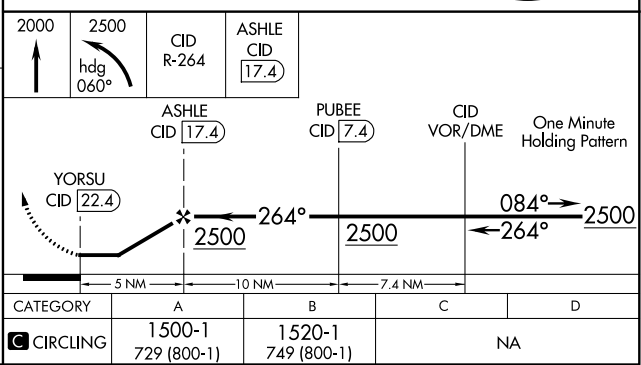 2000
2500
hdg
060°
CID
R-264
ASHLE
CID
17.4
ASHLE
CID 17.4
PUBEE
CID 7.4
CID
VOR/DME
One Minute
Holding Pattern
YORSU
CID 22.4
264°
084°
264°
2500
2500
2500
5 NM
10 NM
7.4 NM
CATEGORY A B C D
C CIRCLING 1500-1 1520-1 NA
729 (800-1) 749 (800-1)